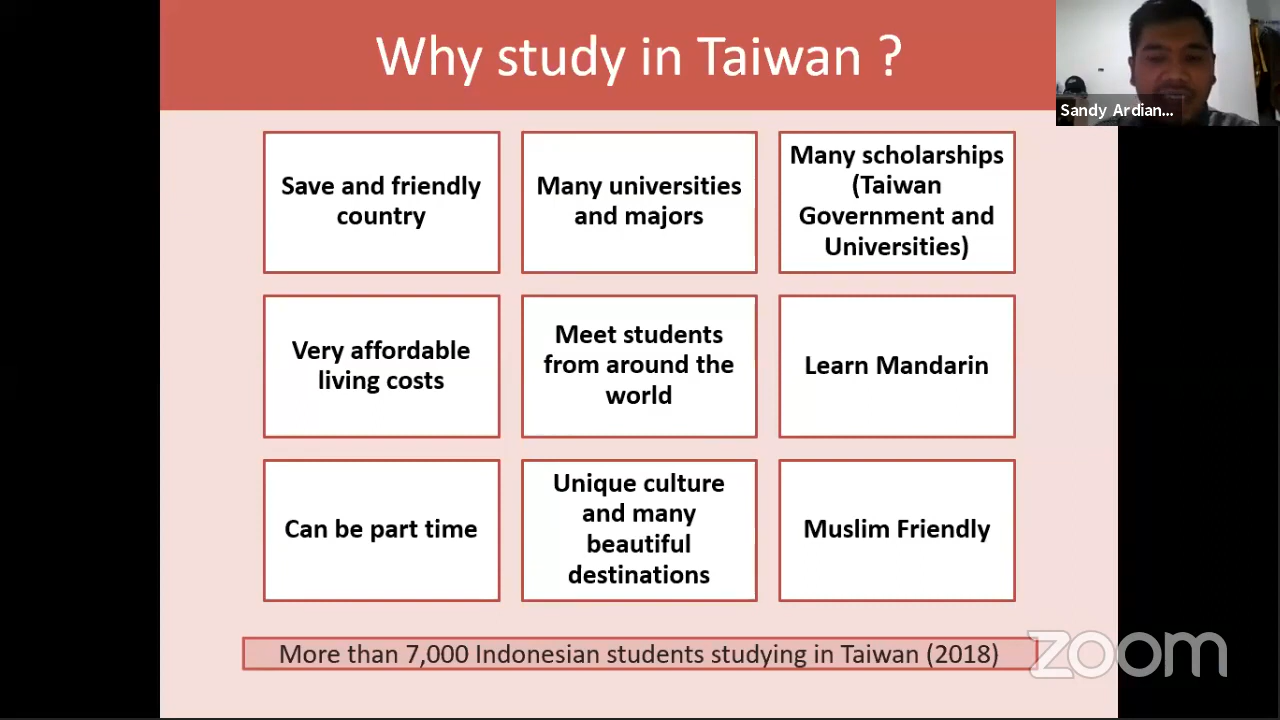 Why study in Taiwan ?
Sandy Ardian...
Save and friendly
country
Many universities
and majors
Many scholarships
(Taiwan
Government and
Universities)
Very affordable
living costs
Meet students
from around the
world
Learn Mandarin
Can be part time
Unique culture
and many
beautiful
destinations
Muslim Friendly
More than 7,000 Indonesian students studying in Taiwan (2018)
zoom